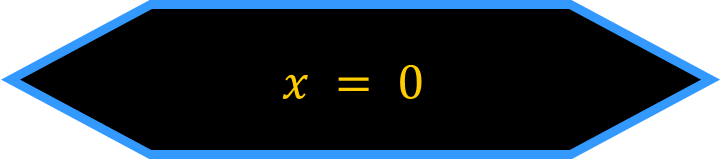 x = 0